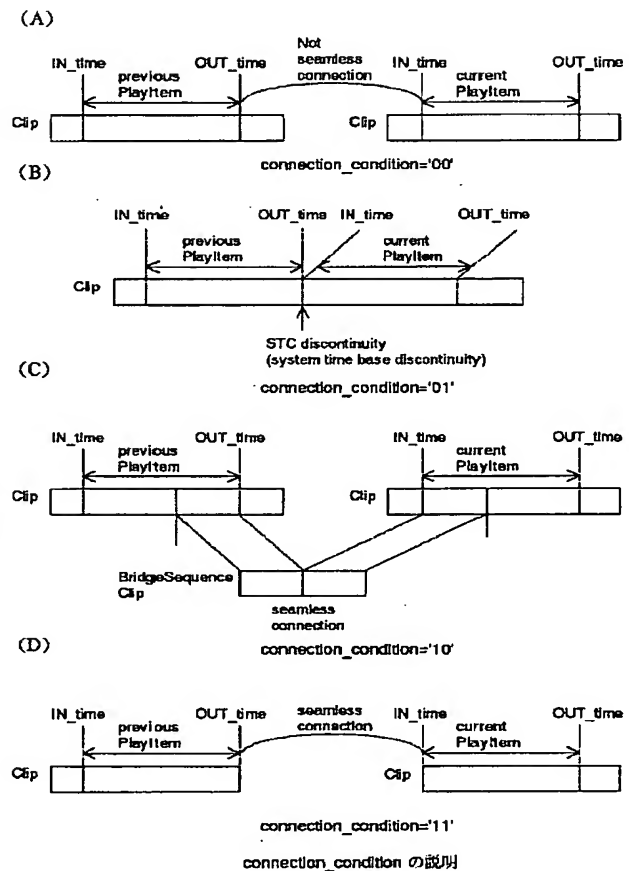 (A)
Not
seamless
connection
IN_time
OUT_time
IN_time
OUT_time
previous
PlayItem
current
PlayItem
Clip
connection_condition='00'
(B)
IN_time
OUT_time
IN_time
OUT_time
previous
PlayItem
current
PlayItem
Clip
STC discontinuity
(system time base discontinuity)
connection_condition='01'
(C)
IN_time
OUT_time
IN_time
OUT_time
previous
PlayItem
current
PlayItem
Clip
Clip
BridgeSequence
Clip
seamless
connection
connection_condition='10'
(D)
seamless
connection
IN_time
OUT_time
IN_time
OUT_time
previous
PlayItem
current
PlayItem
Clip
Clip
connection_condition='11'
connection_condition の説明